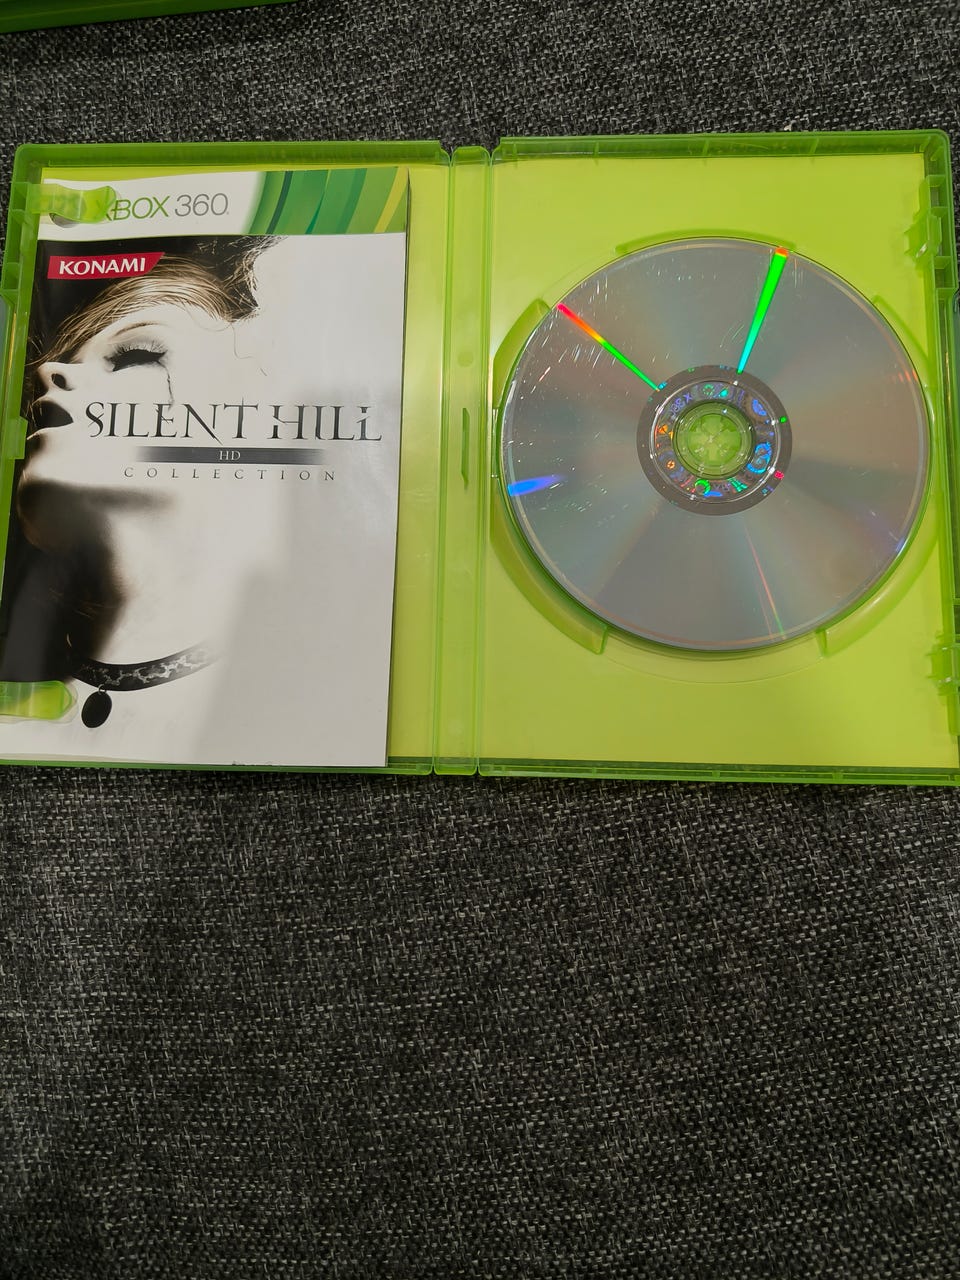 XBOX 360
KONAMI
SILENT HILL
HD
COLLECTION